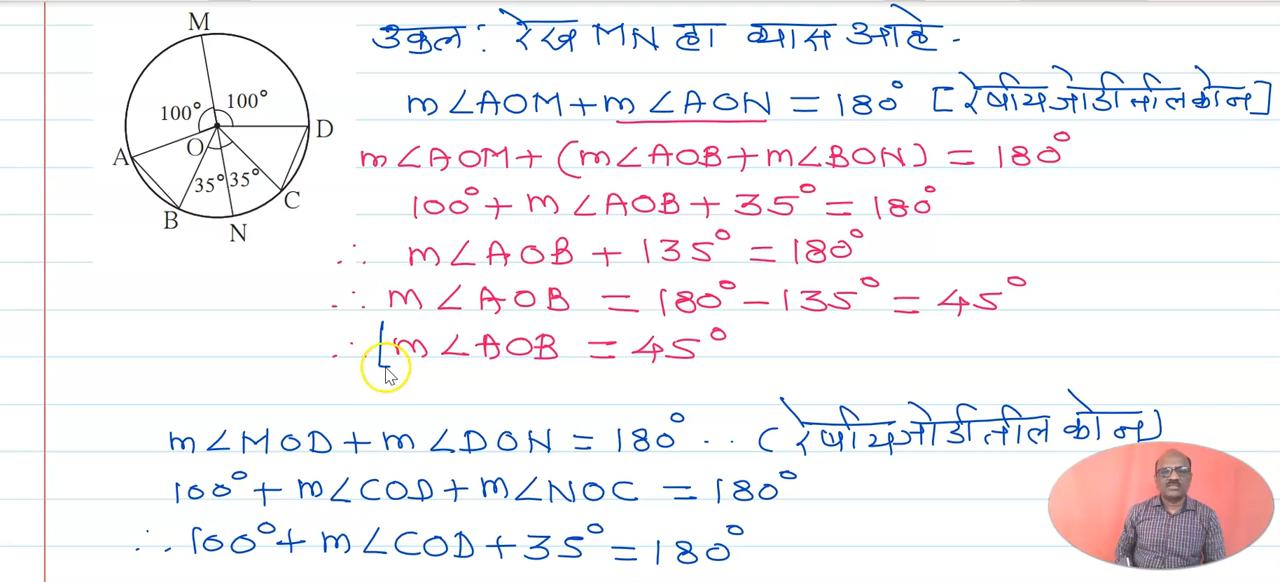 M
100° 100°
A O D
35° 35°
B N C
उकल : रेख MN हा व्यास आहे.
m∠AOM + m∠AON = 180° [रेषीय जोडीतील कोन]
m∠AOM + (m∠AOB + m∠BON) = 180°
100° + m∠AOB + 35° = 180°
∴ m∠AOB + 135° = 180°
∴ m∠AOB = 180° - 135° = 45°
∴ m∠AOB = 45°
m∠MOD + m∠DON = 180° .. (रेषीय जोडीतील कोन)
100° + m∠COD + m∠NOC = 180°
∴ 100° + m∠COD + 35° = 180°